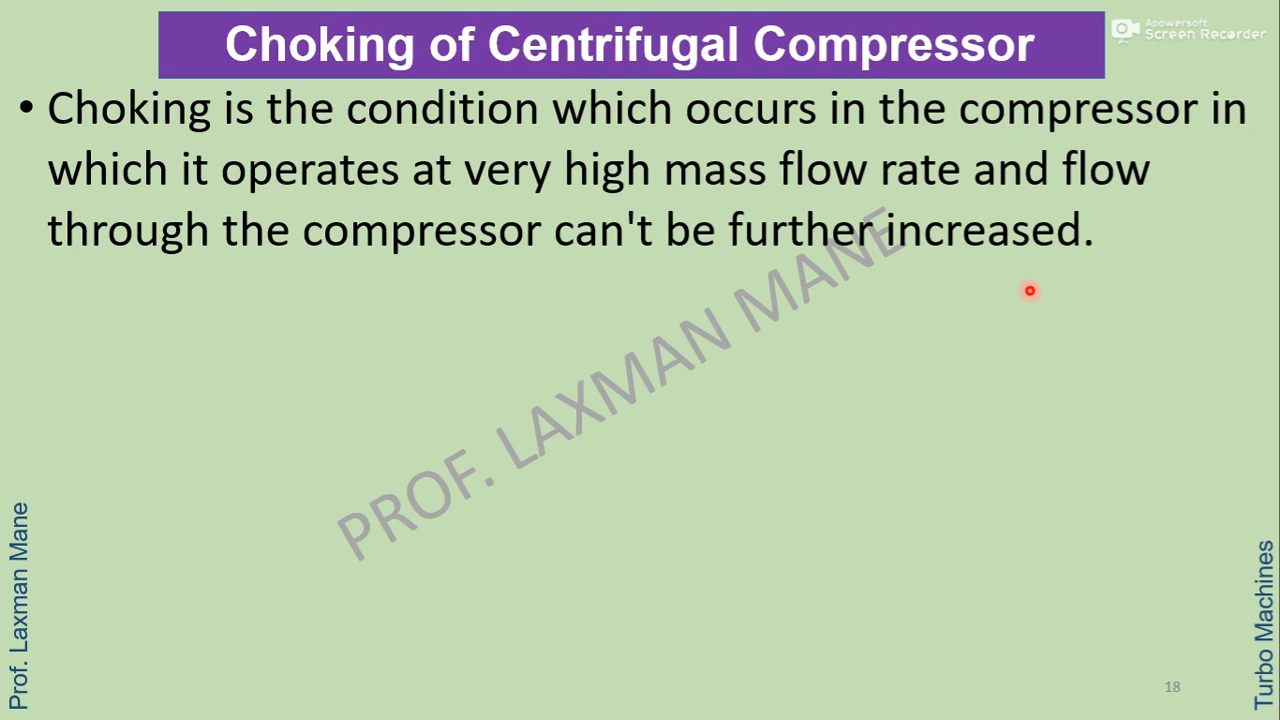 Choking of Centrifugal Compressor
Apowersoft
Screen Recorder
• Choking is the condition which occurs in the compressor in
which it operates at very high mass flow rate and flow
through the compressor can't be further increased.
PROF. LAXMAN MANE
Prof. Laxman Mane
Turbo Machines
18